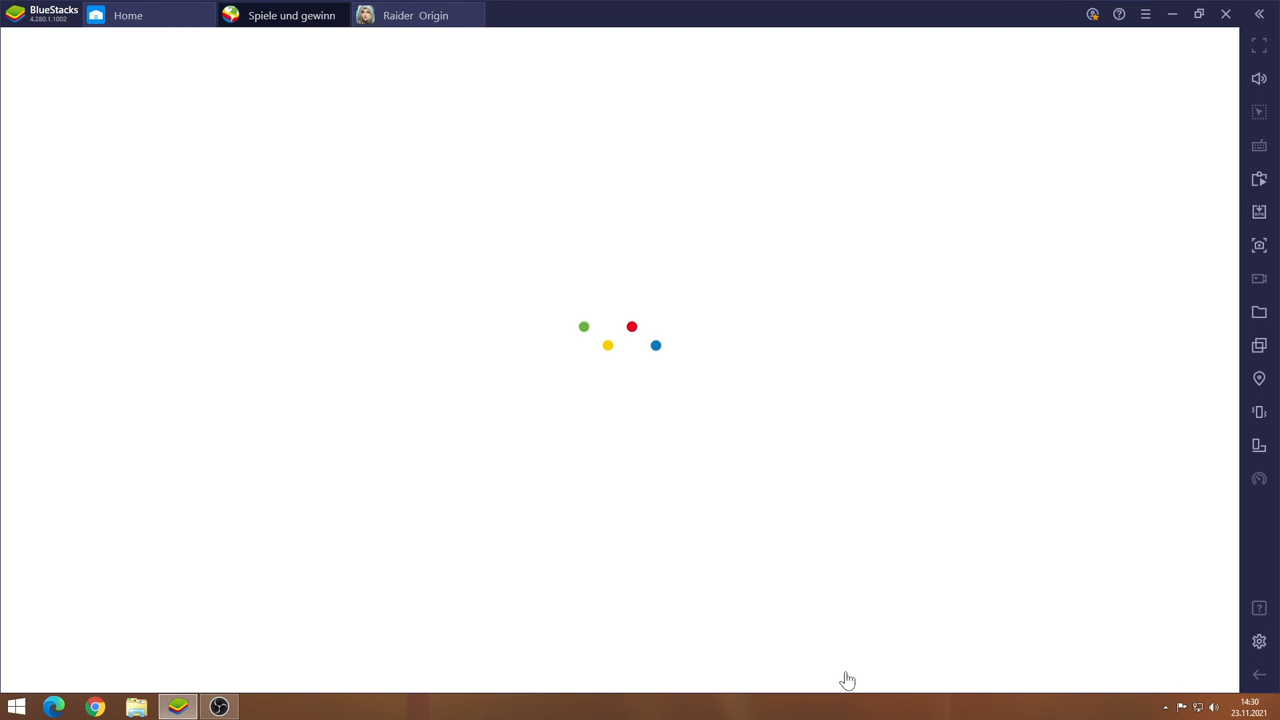 BlueStacks
4.280.1.1002
Home
Spiele und gewinn
Raider Origin
14:30
23.11.2021